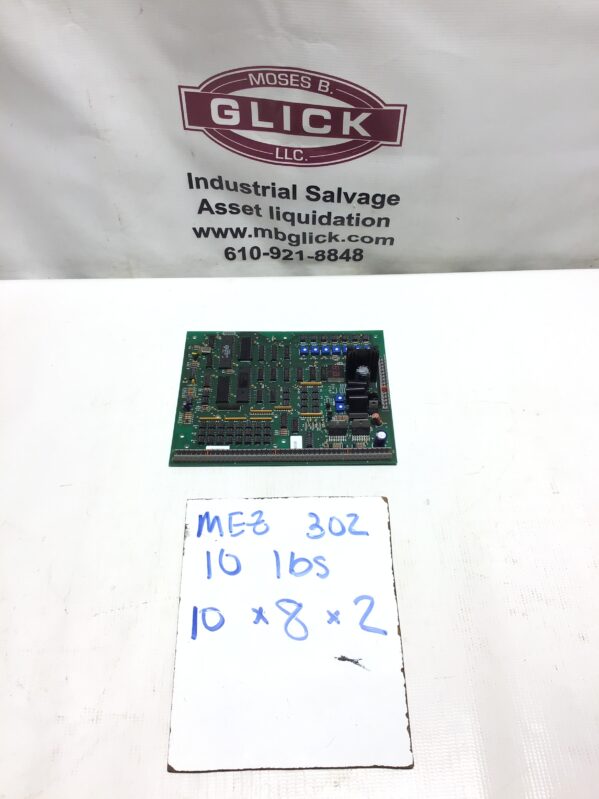 MOSES B.
GLICK
LLC.
Industrial Salvage
Asset liquidation
www.mbglick.com
610-921-8848
MEZ 302
10 lbs
10 x 8 x 2